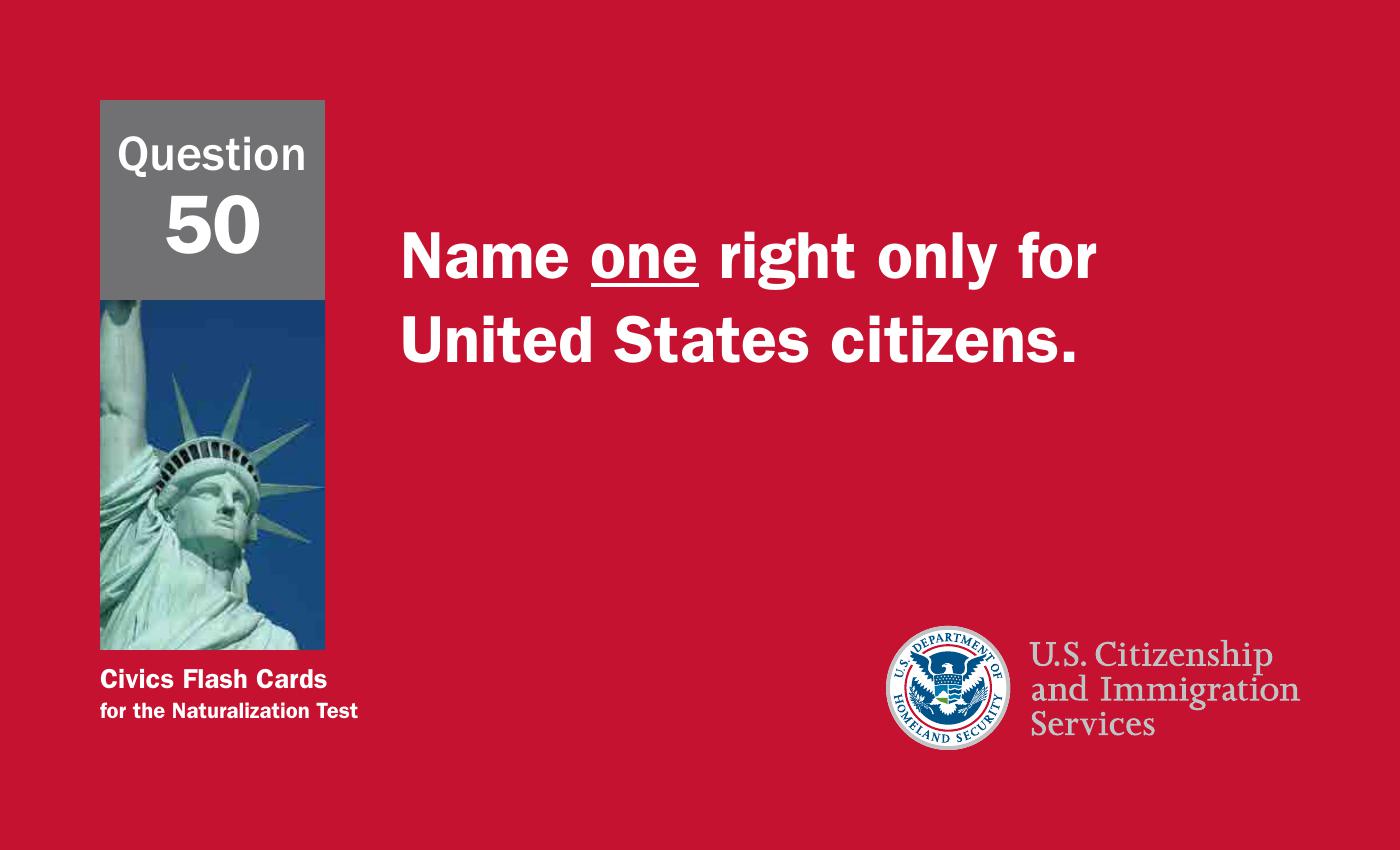 Question
50
Name one right only for
United States citizens.
Civics Flash Cards
for the Naturalization Test
U.S. DEPARTMENT OF
HOMELAND SECURITY
U.S. Citizenship
and Immigration
Services